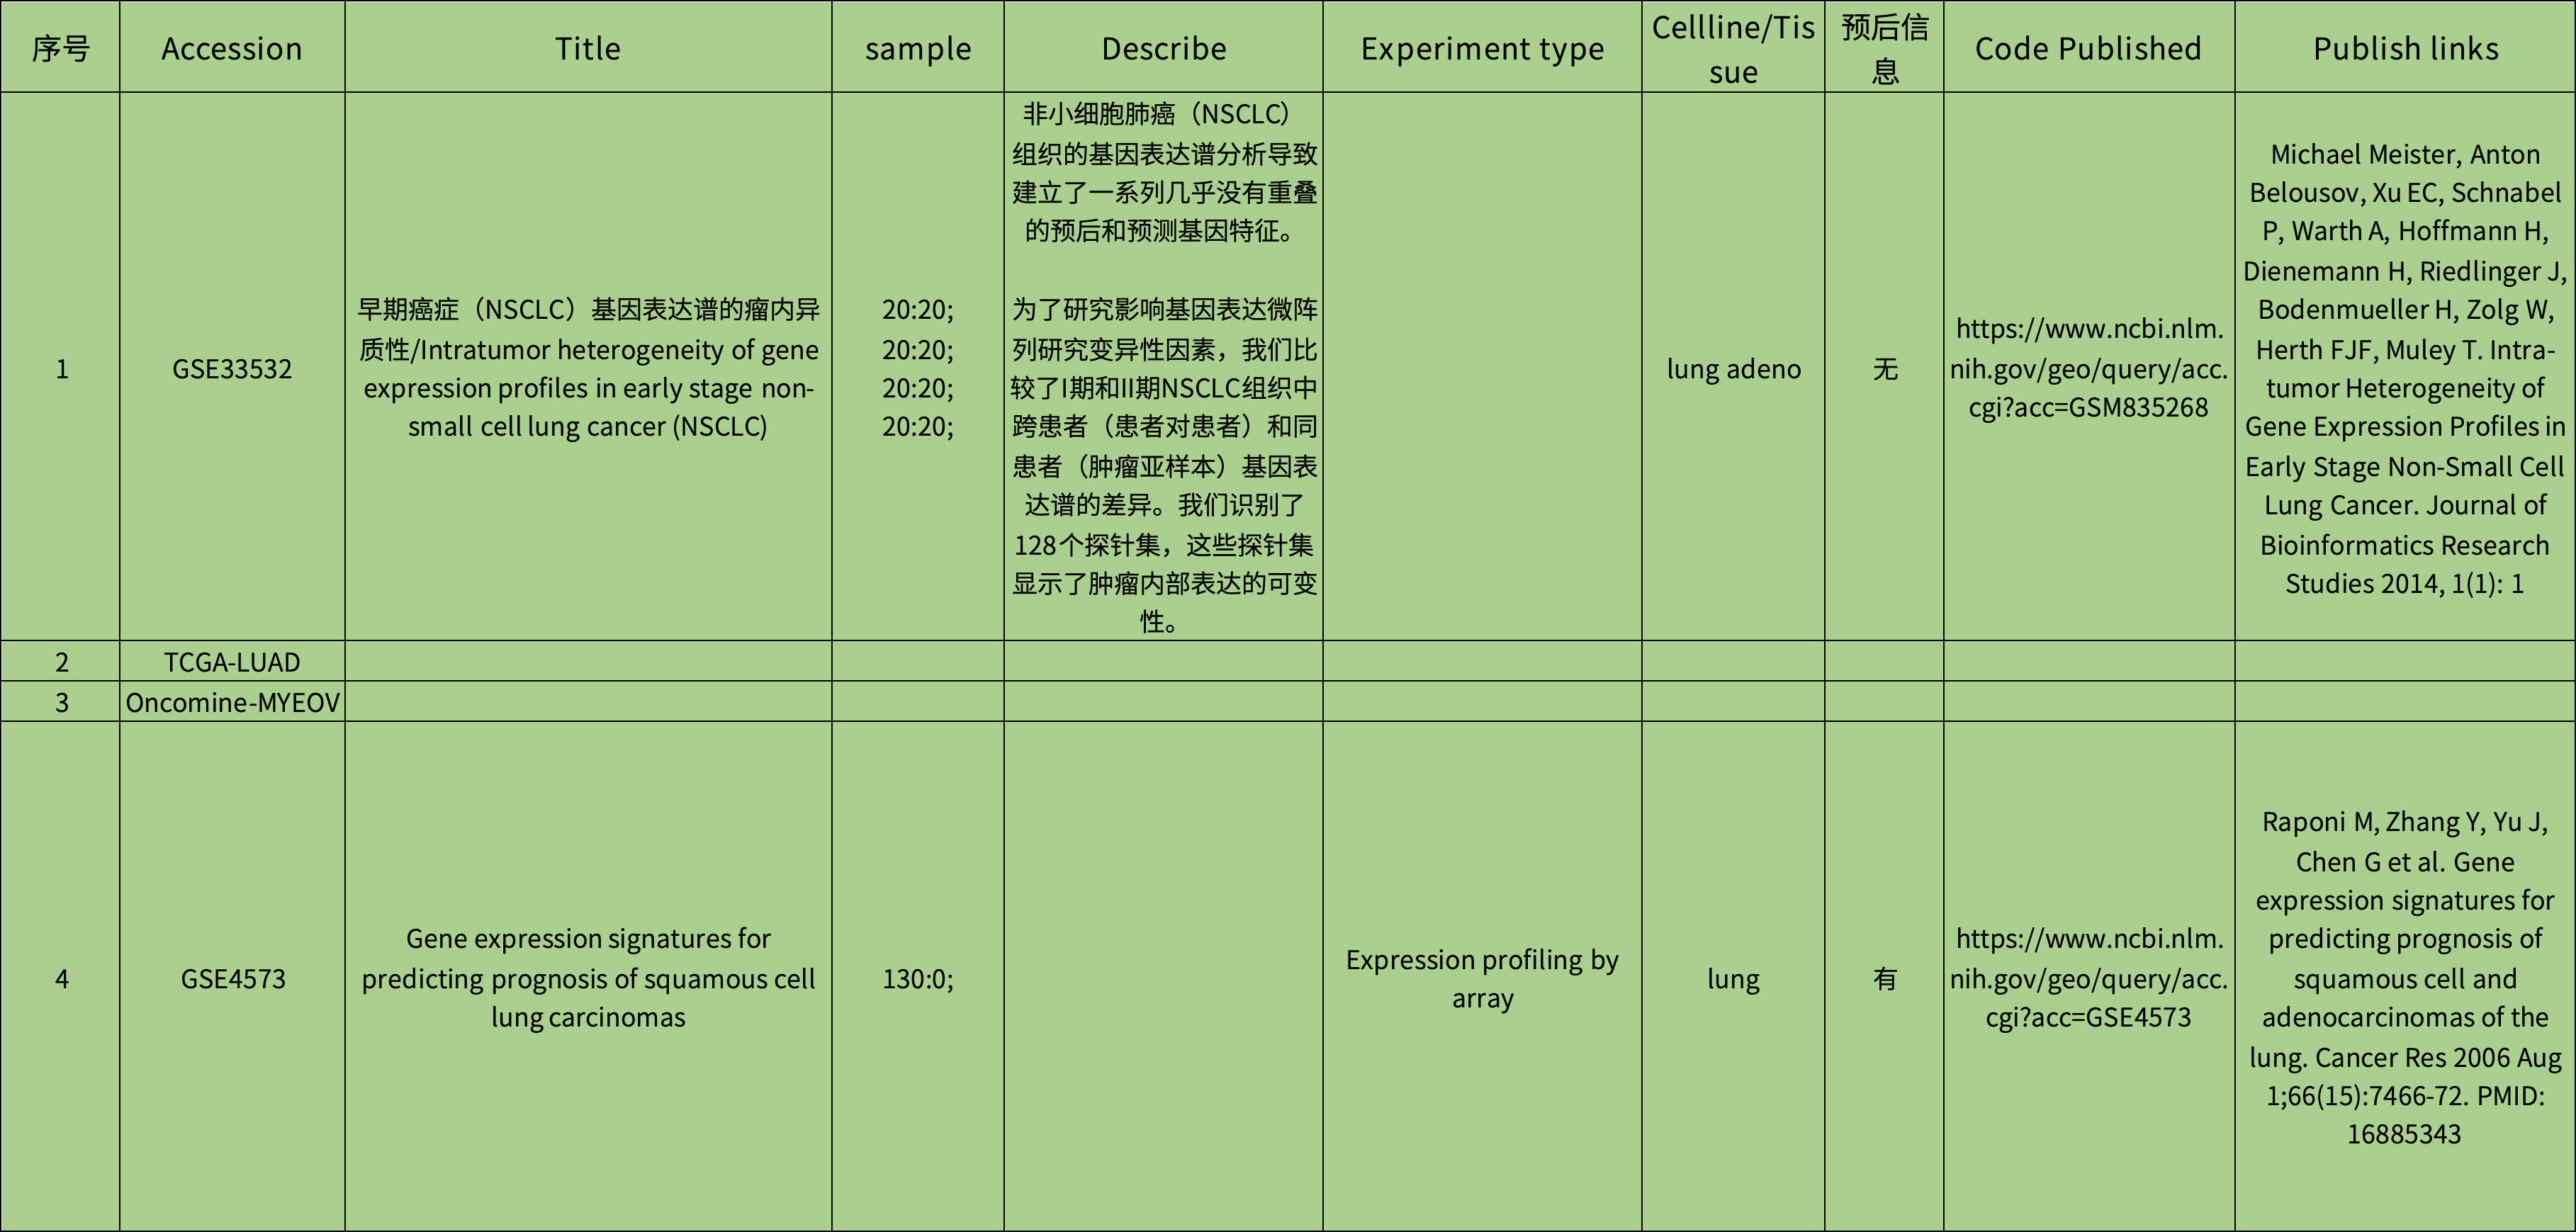 序号
Accession
Title
sample
Describe
Experiment type
Cellline/Tis
sue
预后信
息
Code Published
Publish links
1
GSE33532
早期癌症（NSCLC）基因表达谱的瘤内异
质性/Intratumor heterogeneity of gene
expression profiles in early stage non-
small cell lung cancer (NSCLC)
20:20;
20:20;
20:20;
20:20;
非小细胞肺癌（NSCLC）
组织的基因表达谱分析导致
建立了一系列几乎没有重叠
的预后和预测基因特征。
为了研究影响基因表达微阵
列研究变异性因素，我们比
较了I期和II期NSCLC组织中
跨患者（患者对患者）和同
患者（肿瘤亚样本）基因表
达谱的差异。我们识别了
128个探针集，这些探针集
显示了肿瘤内部表达的可变
性。
lung adeno
无
https://www.ncbi.nlm.
nih.gov/geo/query/acc.
cgi?acc=GSM835268
Michael Meister, Anton
Belousov, Xu EC, Schnabel
P, Warth A, Hoffmann H,
Dienemann H, Riedlinger J,
Bodenmueller H, Zolg W,
Herth FJF, Muley T. Intra-
tumor Heterogeneity of
Gene Expression Profiles in
Early Stage Non-Small Cell
Lung Cancer. Journal of
Bioinformatics Research
Studies 2014, 1(1): 1
2
TCGA-LUAD
3
Oncomine-MYEOV
4
GSE4573
Gene expression signatures for
predicting prognosis of squamous cell
lung carcinomas
130:0;
Expression profiling by
array
lung
有
https://www.ncbi.nlm.
nih.gov/geo/query/acc.
cgi?acc=GSE4573
Raponi M, Zhang Y, Yu J,
Chen G et al. Gene
expression signatures for
predicting prognosis of
squamous cell and
adenocarcinomas of the
lung. Cancer Res 2006 Aug
1;66(15):7466-72. PMID:
16885343